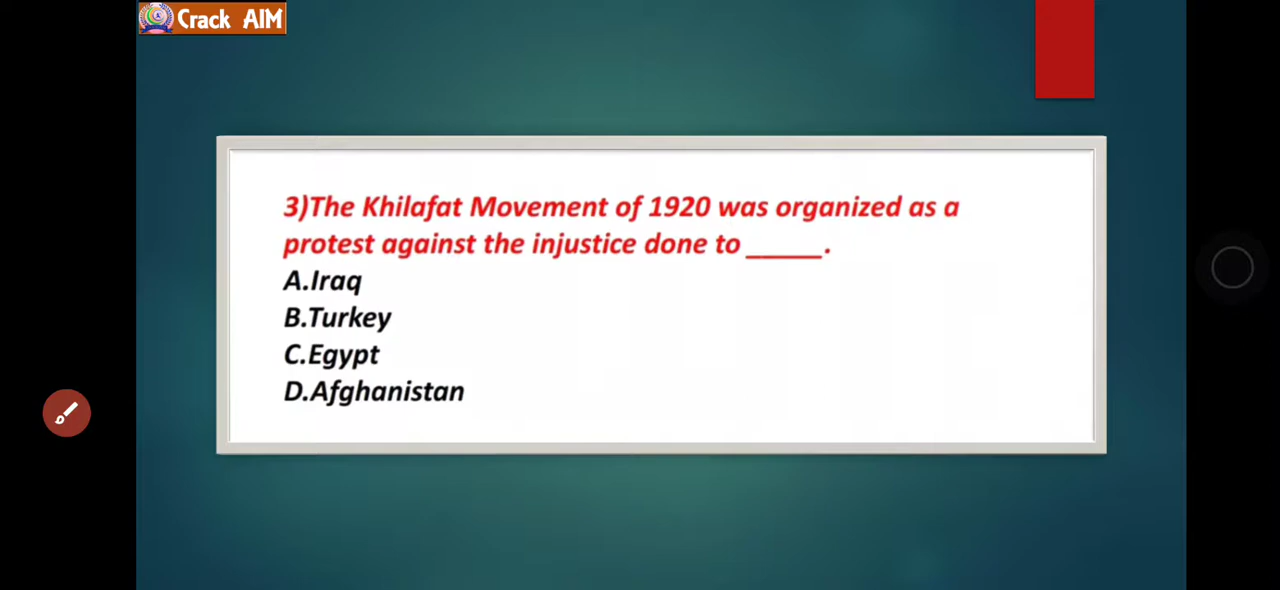 Crack AIM
3)The Khilafat Movement of 1920 was organized as a
protest against the injustice done to _____.
A.Iraq
B.Turkey
C.Egypt
D.Afghanistan